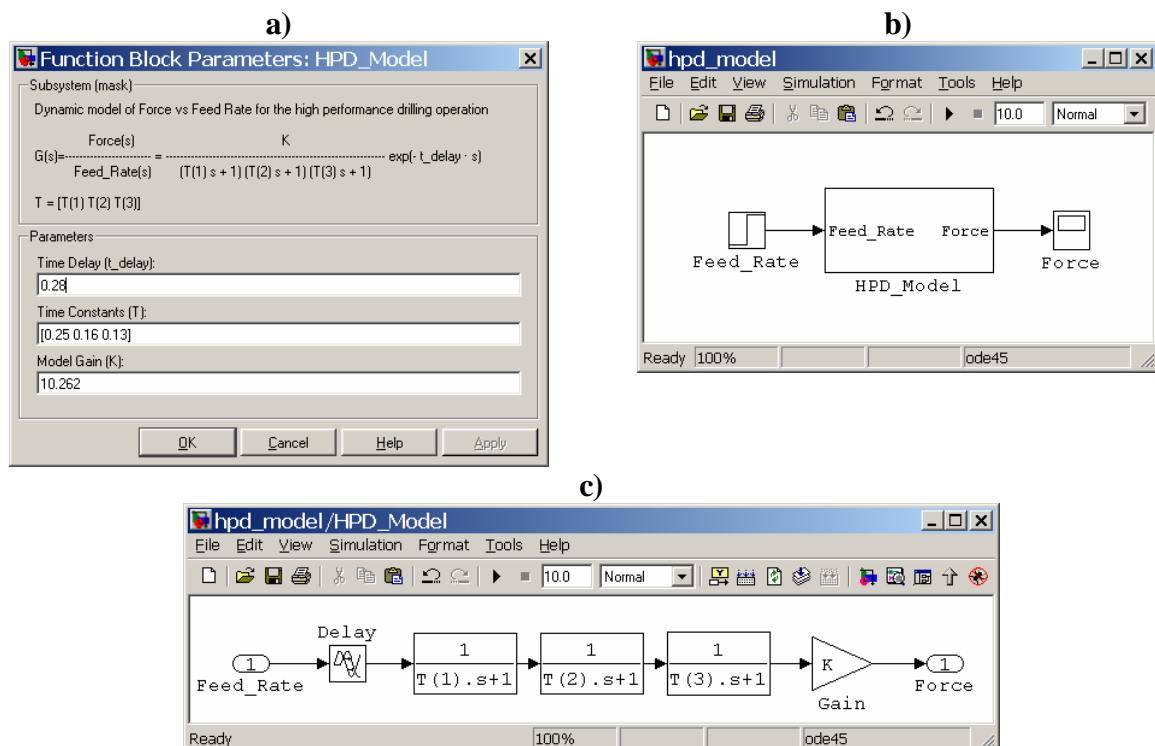 a)
Function Block Parameters: HPD_Model
Subsystem (mask)
Dynamic model of Force vs Feed Rate for the high performance drilling operation
Force(s) K
G(s)=------------------------ = ------------------------------------------------------------ exp(- t_delay · s)
Feed_Rate(s) (T(1) s + 1) (T(2) s + 1) (T(3) s + 1)
T = [T(1) T(2) T(3)]
Parameters
Time Delay (t_delay):
0.28
Time Constants (T):
[0.25 0.16 0.13]
Model Gain (K):
10.262
OK Cancel Help Apply
b)
hpd_model
File Edit View Simulation Format Tools Help
10.0 Normal
Feed_Rate Force
Feed_Rate Force
HPD_Model
Ready 100% ode45
c)
hpd_model/HPD_Model
File Edit View Simulation Format Tools Help
10.0 Normal
Delay
1 1 1 1 K 1
T(1).s+1 T(2).s+1 T(3).s+1
Feed_Rate Force
Gain
Ready 100% ode45